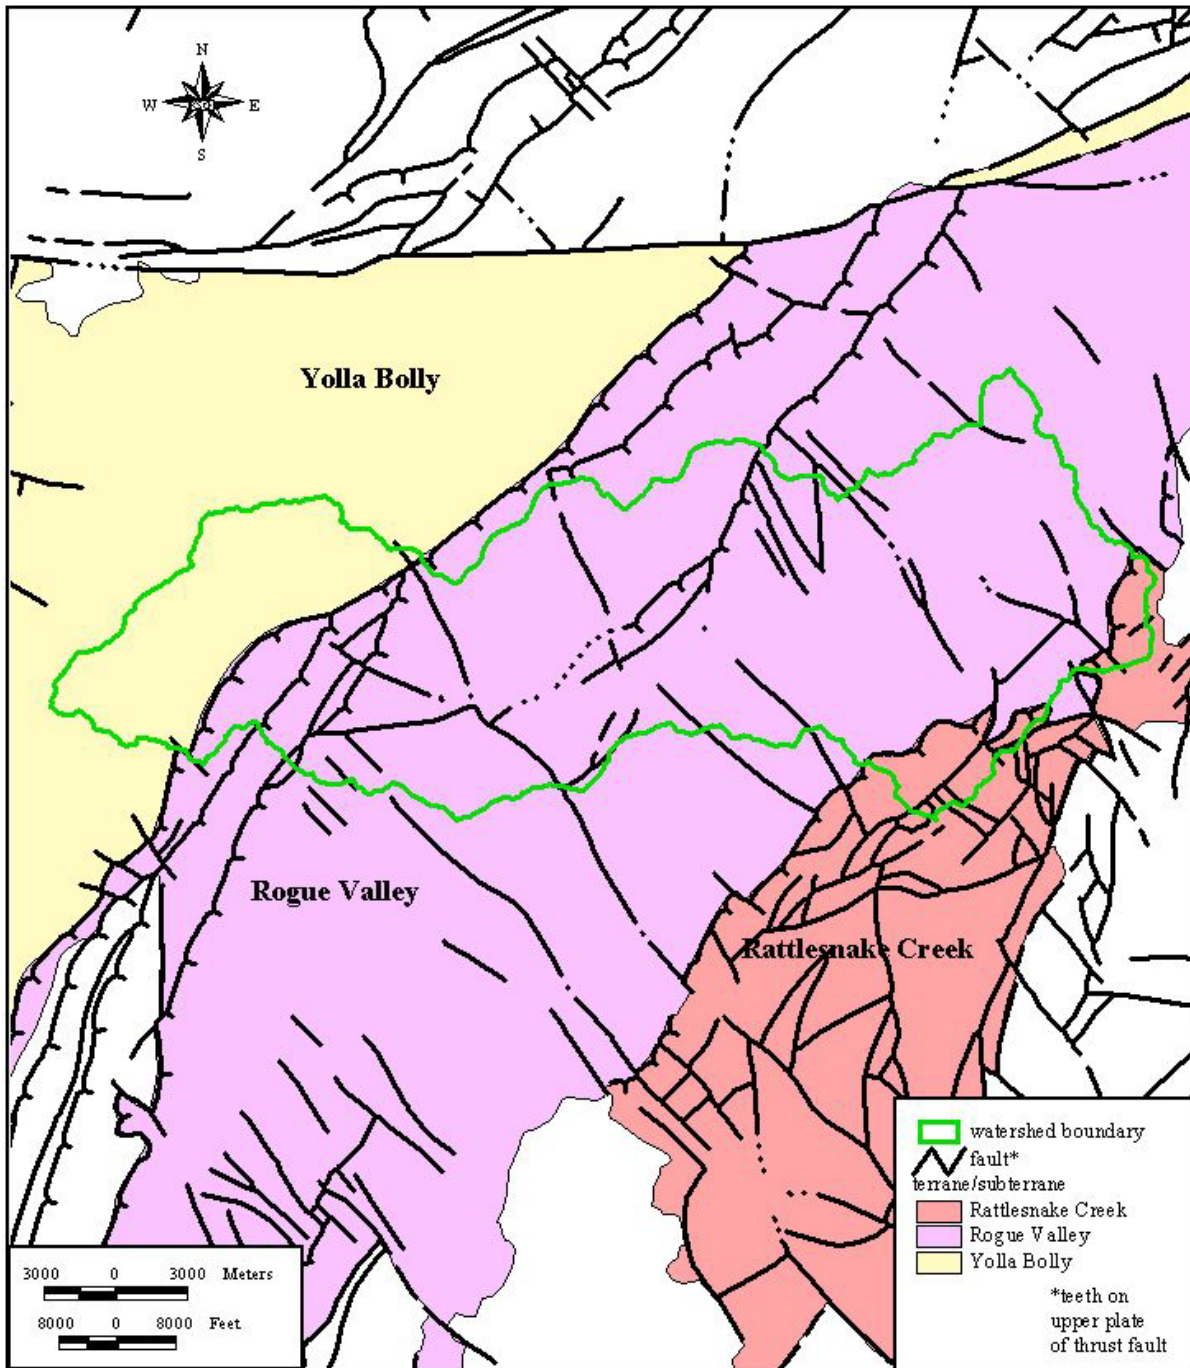 N
W E
S
Yolla Bolly
Rogue Valley
Rattlesnake Creek
watershed boundary
fault*
terrane/subterrane
Rattlesnake Creek
Rogue Valley
Yolla Bolly
*teeth on
upper plate
of thrust fault
3000 0 3000 Meters
8000 0 8000 Feet